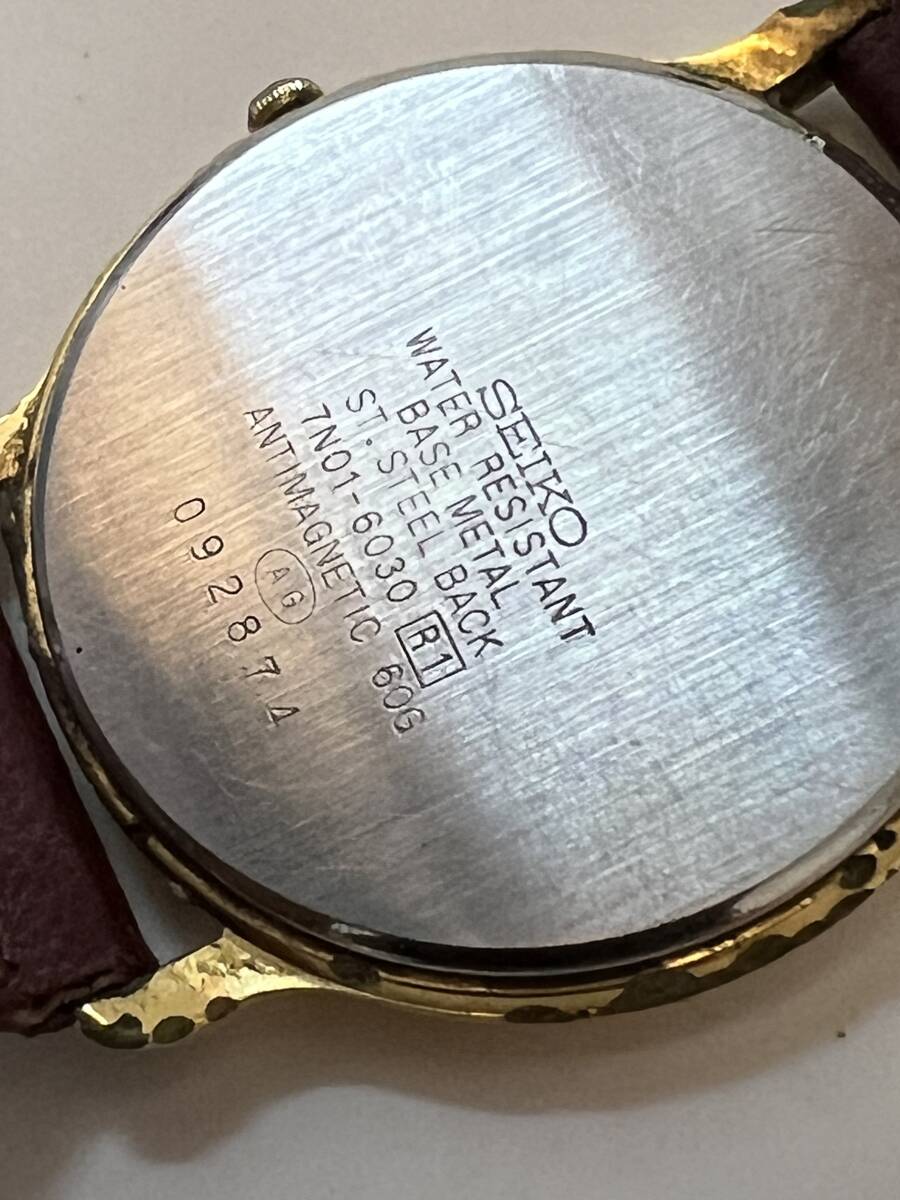 SEIKO
WATER RESISTANT
BASE METAL
ST. STEEL BACK
7N01-6030 R1
ANTIMAGNETIC 60G
AG
092874